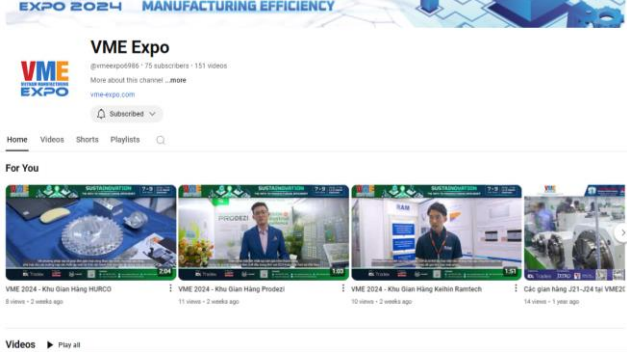 EXPO 2024 MANUFACTURING EFFICIENCY
VME Expo
VME
EXPO
@vmeexpo6986 • 75 subscribers • 151 videos
More about this channel ...more
vme-expo.com
Subscribed
Home Videos Shorts Playlists
For You
SUSTAINOVATION
SUSTAINOVATION
SUSTAINOVATION
PRODEZI
2:04
1:03
1:51
VME 2024 - Khu Gian Hàng HURCO
VME 2024 - Khu Gian Hàng Prodezi
VME 2024 - Khu Gian Hàng Keihin Ramtech
Các gian hàng J21-J24 tại VME20
8 views • 2 weeks ago
11 views • 2 weeks ago
10 views • 2 weeks ago
14 views • 1 year ago
Videos Play all